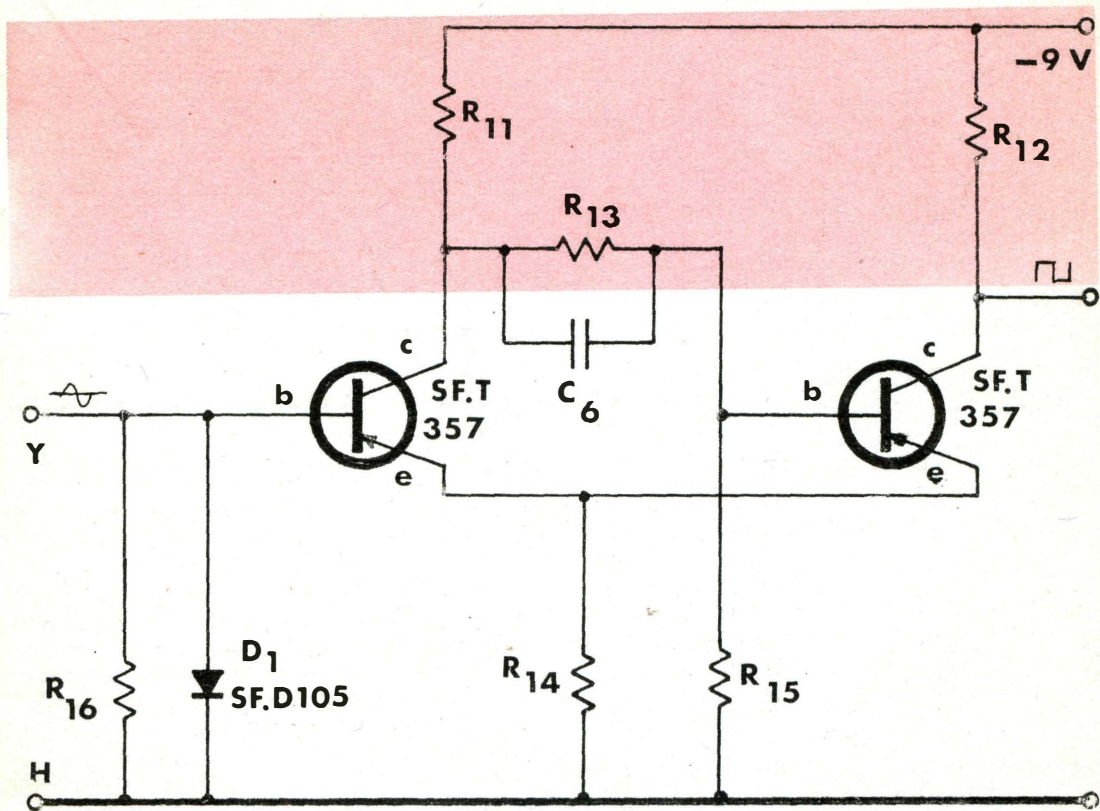 −9 V
R11
R12
R13
c
SF.T
357
b
e
C6
c
SF.T
357
b
e
Y
D1
SF.D105
R16
R14
R15
H